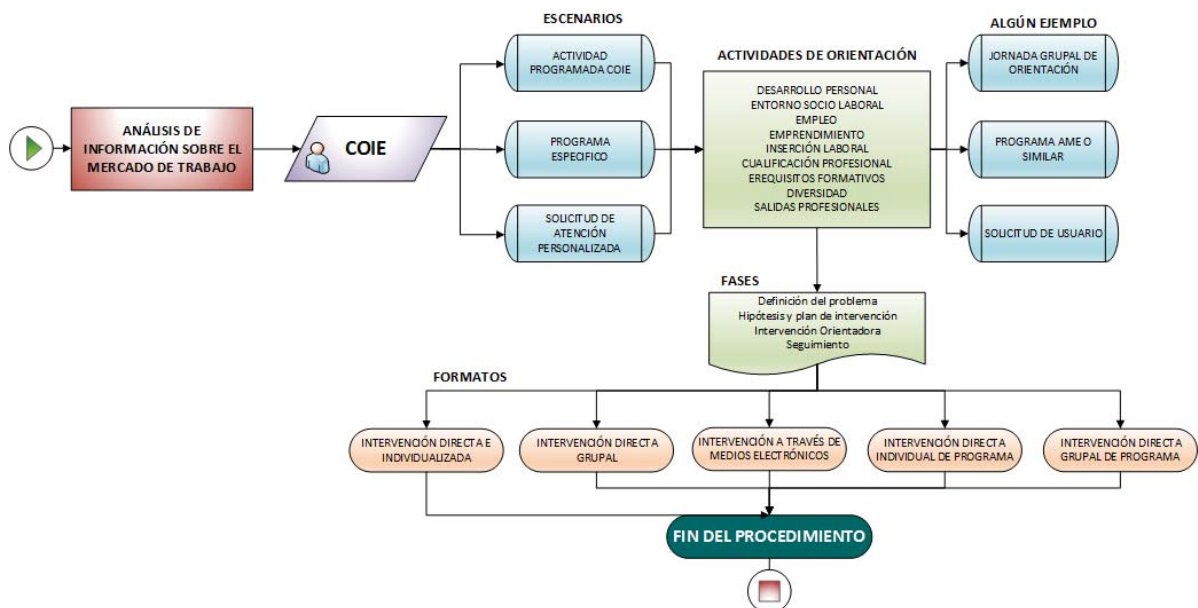 ESCENARIOS
ALGÚN EJEMPLO
ACTIVIDAD
PROGRAMADA COIE
ACTIVIDADES DE ORIENTACIÓN
JORNADA GRUPAL DE
ORIENTACIÓN
ANÁLISIS DE
INFORMACIÓN SOBRE EL
MERCADO DE TRABAJO
COIE
PROGRAMA
ESPECIFICO
DESARROLLO PERSONAL
ENTORNO SOCIO LABORAL
EMPLEO
EMPRENDIMIENTO
INSERCIÓN LABORAL
CUALIFICACIÓN PROFESIONAL
EREQUISITOS FORMATIVOS
DIVERSIDAD
SALIDAS PROFESIONALES
PROGRAMA AME O
SIMILAR
SOLICITUD DE
ATENCIÓN
PERSONALIZADA
SOLICITUD DE USUARIO
FASES
Definición del problema
Hipótesis y plan de intervención
Intervención Orientadora
Seguimiento
FORMATOS
INTERVENCIÓN DIRECTA E
INDIVIDUALIZADA
INTERVENCIÓN DIRECTA
GRUPAL
INTERVENCIÓN A TRAVÉS DE
MEDIOS ELECTRÓNICOS
INTERVENCIÓN DIRECTA
INDIVIDUAL DE PROGRAMA
INTERVENCIÓN DIRECTA
GRUPAL DE PROGRAMA
FIN DEL PROCEDIMIENTO